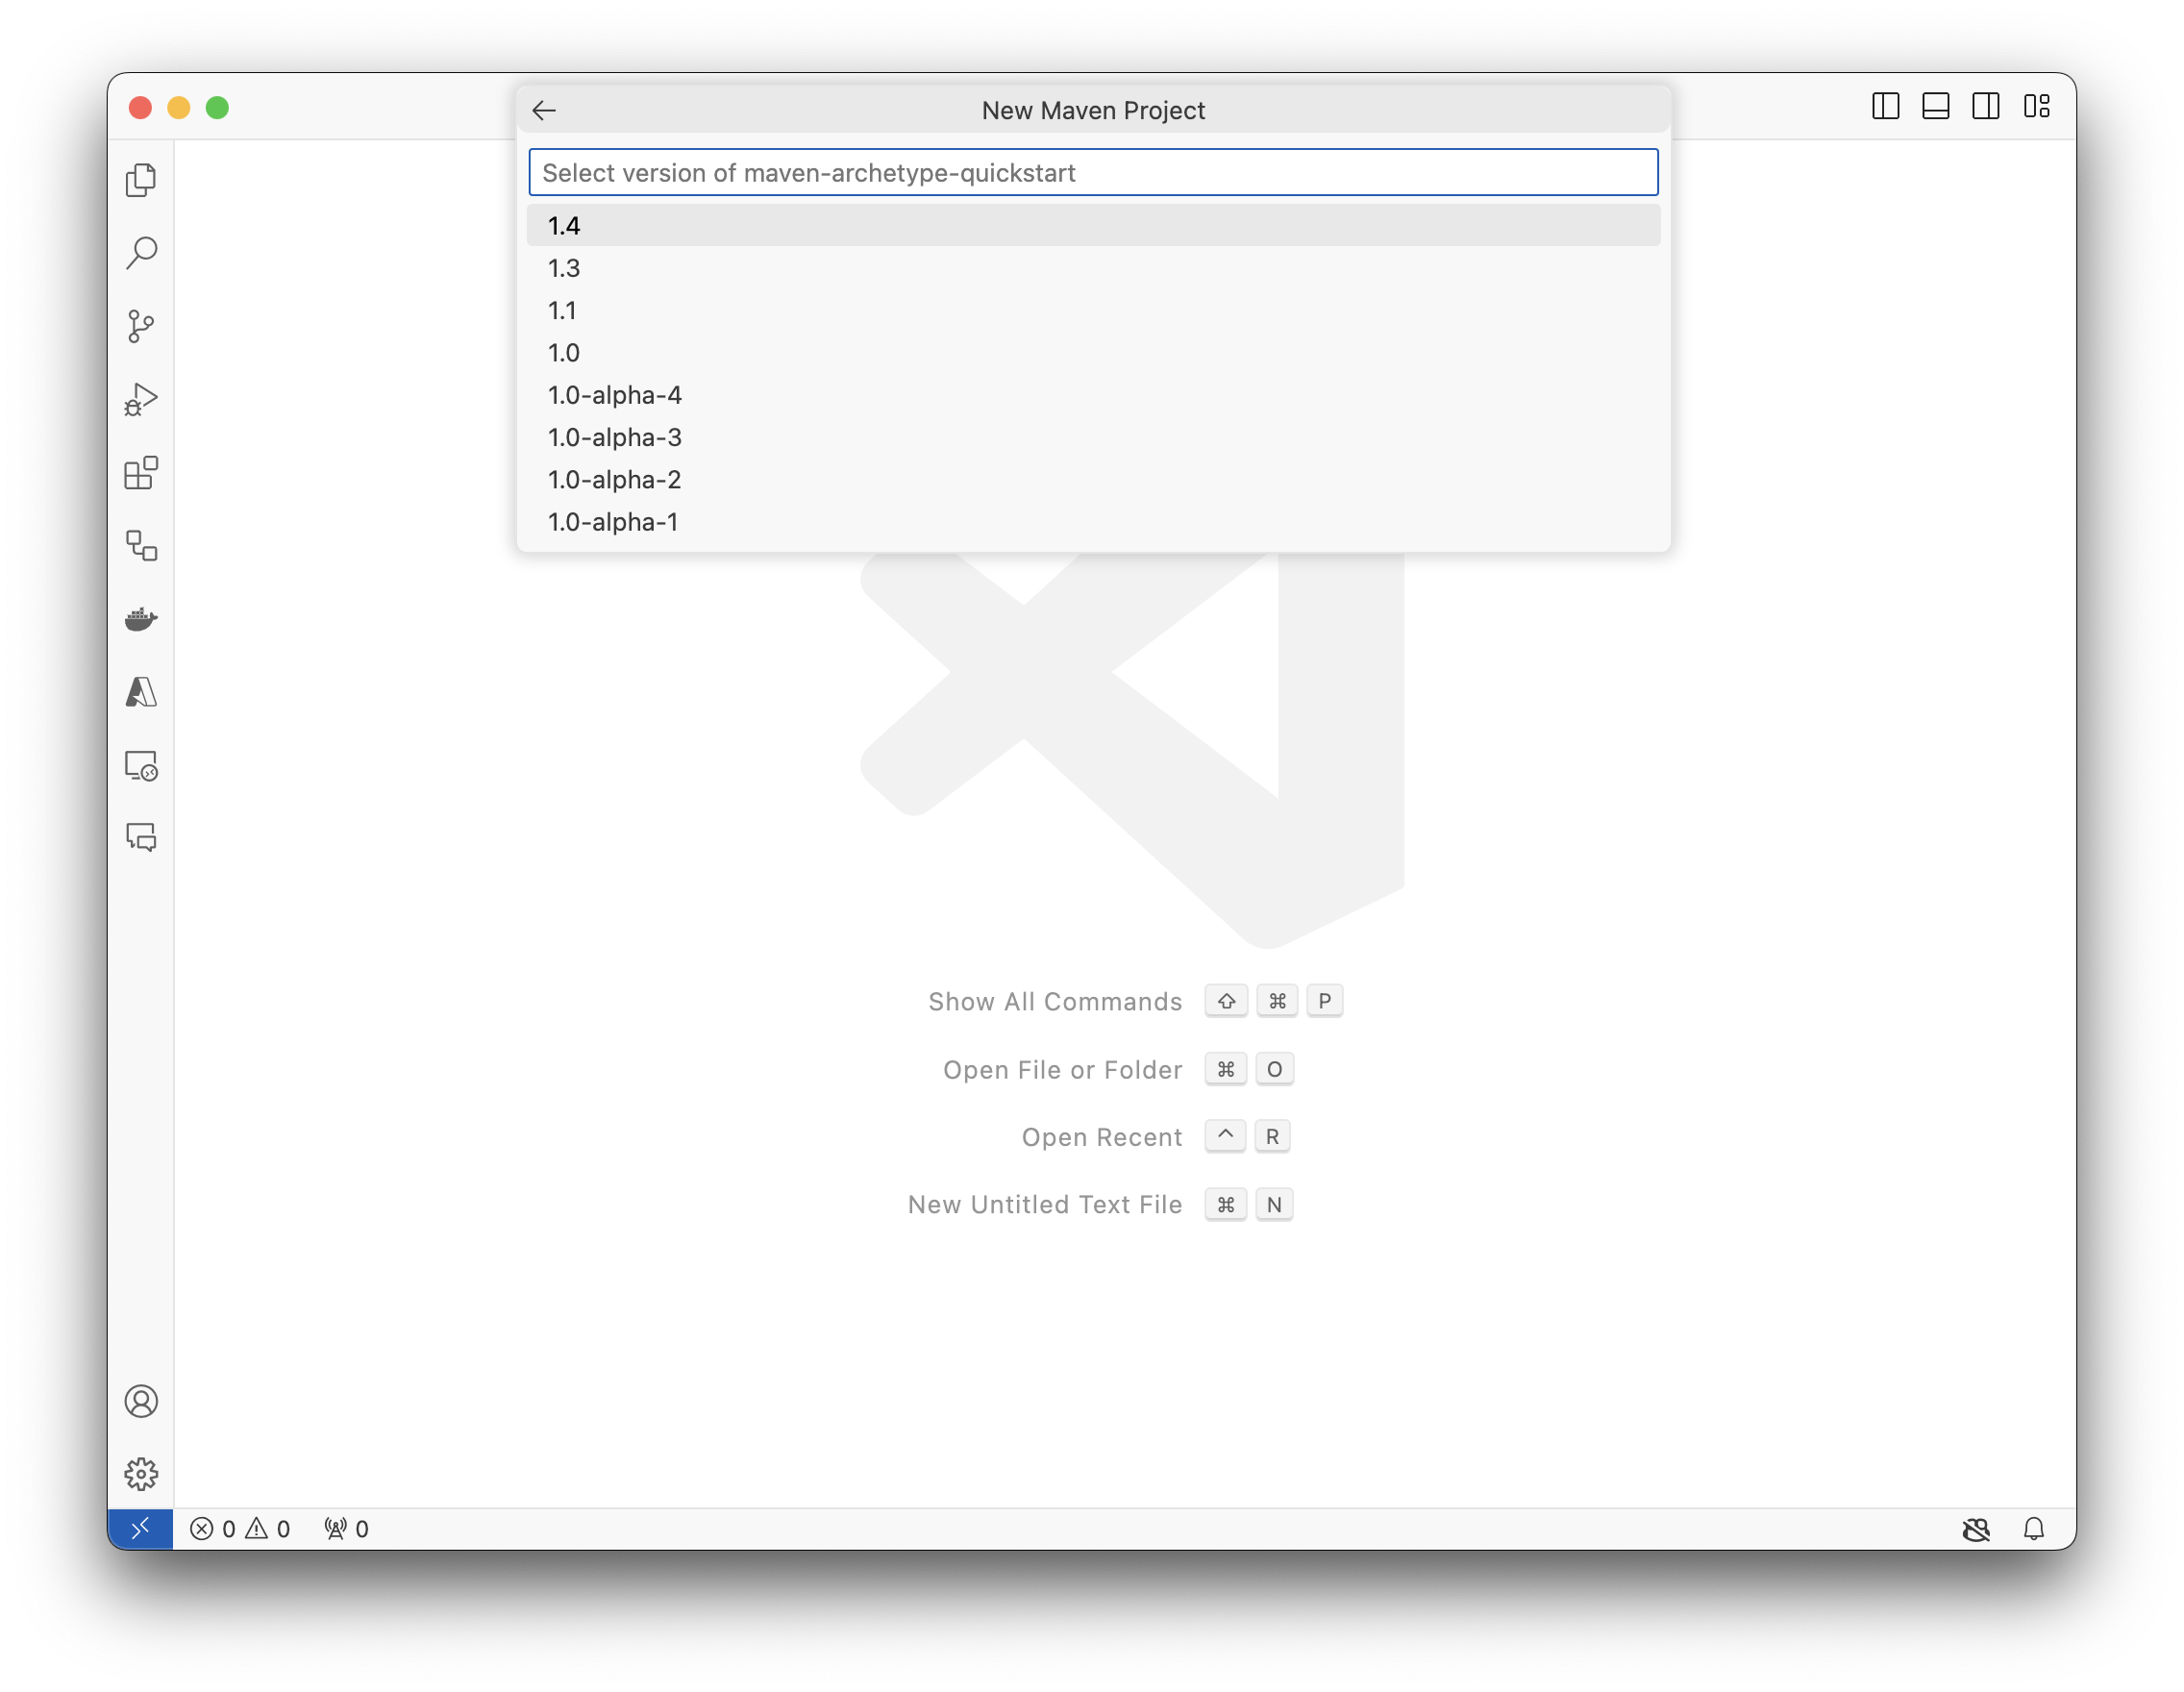 New Maven Project
Select version of maven-archetype-quickstart
1.4
1.3
1.1
1.0
1.0-alpha-4
1.0-alpha-3
1.0-alpha-2
1.0-alpha-1
Show All Commands ⇧ ⌘ P
Open File or Folder ⌘ O
Open Recent ^ R
New Untitled Text File ⌘ N
0 0 0